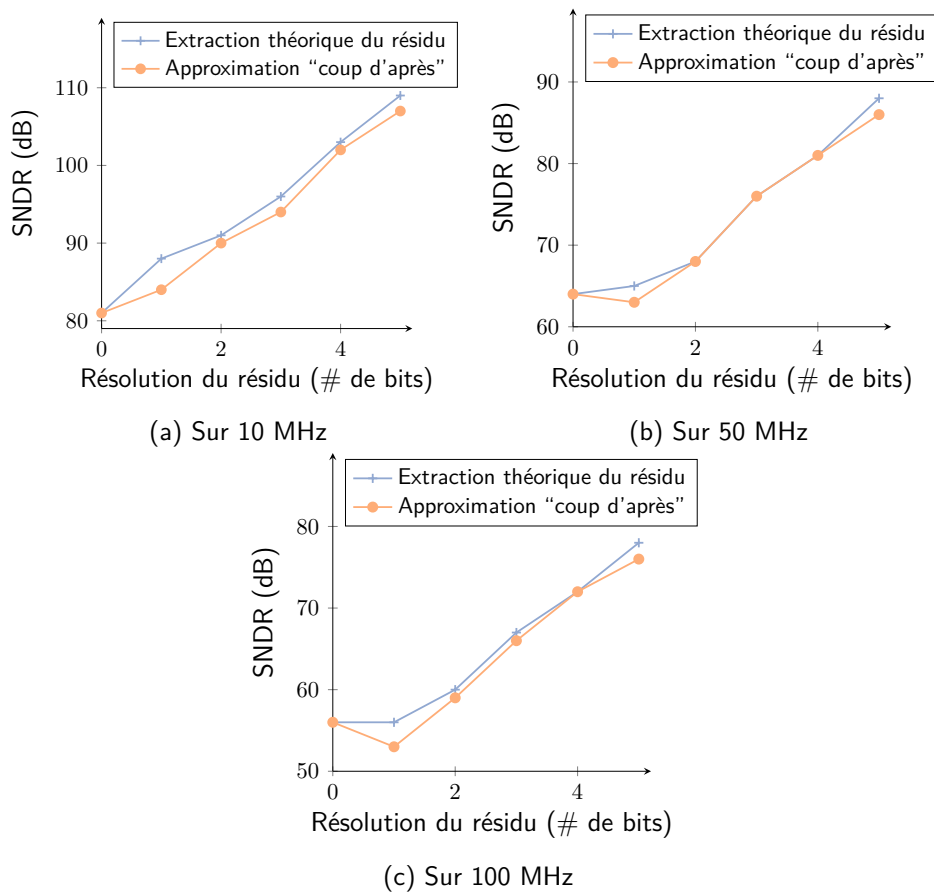 Extraction théorique du résidu
Approximation “coup d'après”
110
100
90
80
0
2
4
SNDR (dB)
Résolution du résidu (# de bits)
(a) Sur 10 MHz
Extraction théorique du résidu
Approximation “coup d'après”
90
80
70
60
0
2
4
SNDR (dB)
Résolution du résidu (# de bits)
(b) Sur 50 MHz
Extraction théorique du résidu
Approximation “coup d'après”
80
70
60
50
0
2
4
SNDR (dB)
Résolution du résidu (# de bits)
(c) Sur 100 MHz